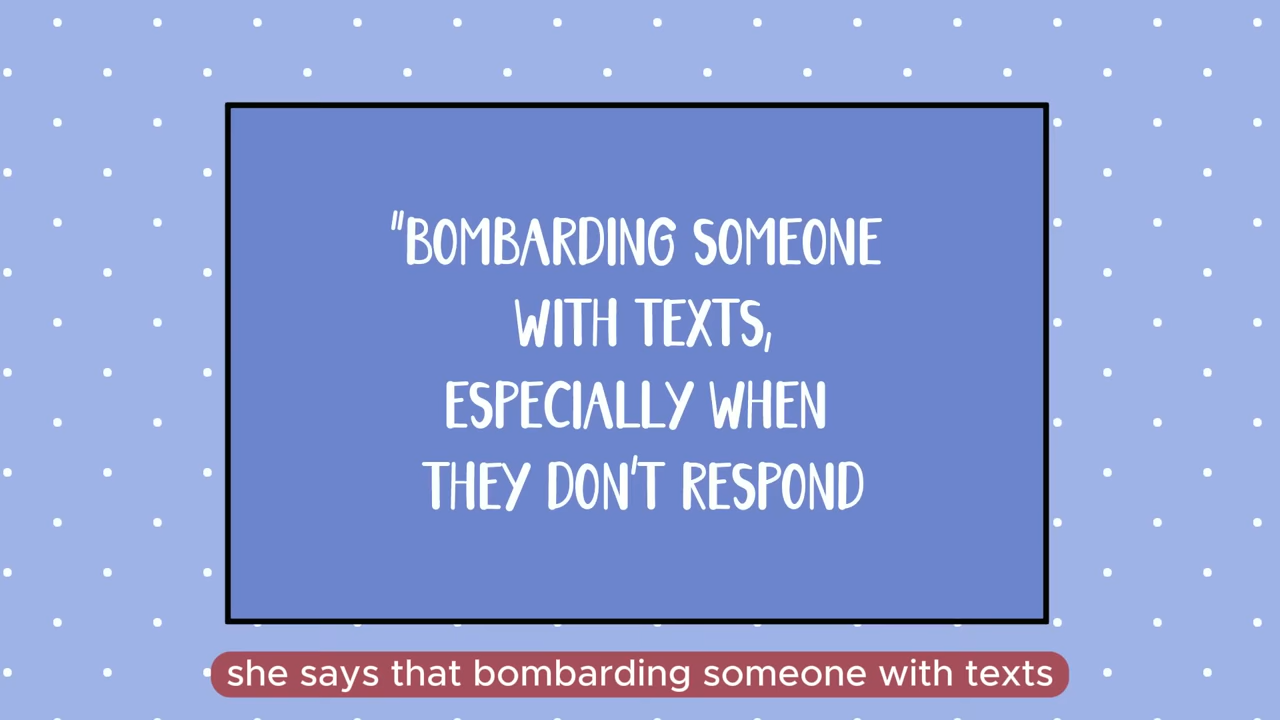 "BOMBARDING SOMEONE
WITH TEXTS,
ESPECIALLY WHEN
THEY DON'T RESPOND
she says that bombarding someone with texts